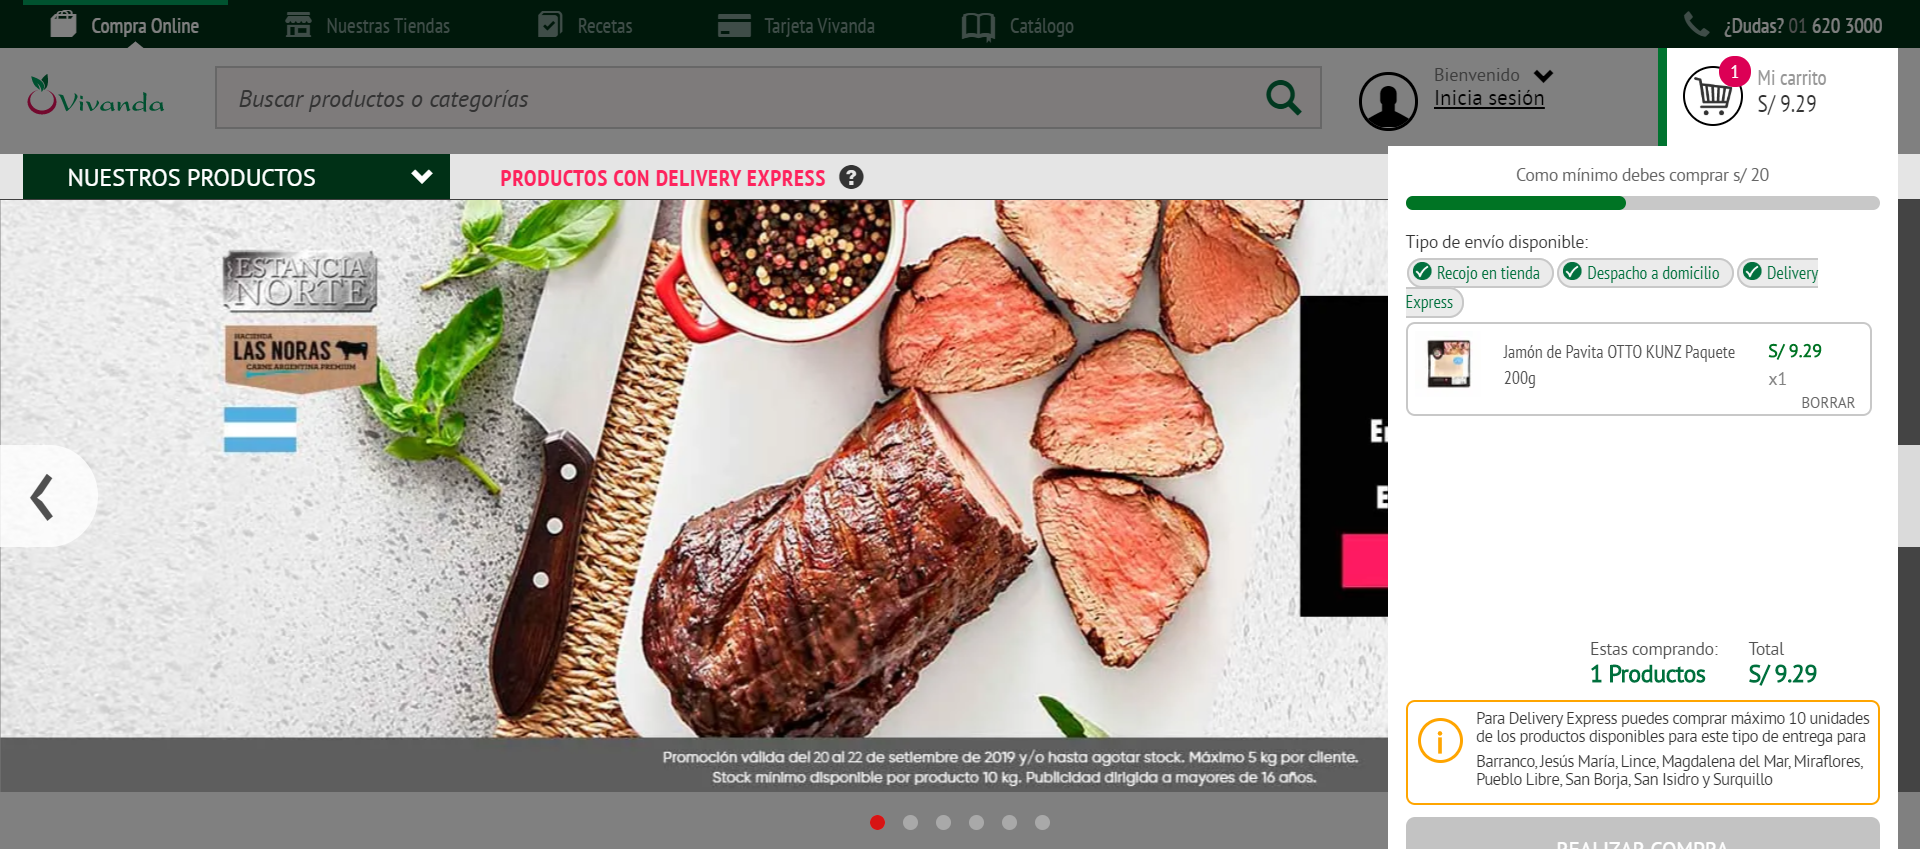 Compra Online
Nuestras Tiendas
Recetas
Tarjeta Vivanda
Catálogo
¿Dudas? 01 620 3000
Vivanda
Buscar productos o categorías
Bienvenido
Inicia sesión
1
Mi carrito
S/ 9.29
NUESTROS PRODUCTOS
PRODUCTOS CON DELIVERY EXPRESS ?
Como mínimo debes comprar s/ 20
Tipo de envío disponible:
Recojo en tienda
Despacho a domicilio
Delivery
Express
Jamón de Pavita OTTO KUNZ Paquete
200g
S/ 9.29
x1
BORRAR
ESTANCIA
NORTE
HACIENDA
LAS NORAS
CARNE ARGENTINA PREMIUM
Estas comprando:
1 Productos
Total
S/ 9.29
Para Delivery Express puedes comprar máximo 10 unidades
de los productos disponibles para este tipo de entrega para
Barranco, Jesús María, Lince, Magdalena del Mar, Miraflores,
Pueblo Libre, San Borja, San Isidro y Surquillo
REALIZAR COMPRA
Promoción válida del 20 al 22 de setiembre de 2019 y/o hasta agotar stock. Máximo 5 kg por cliente.
Stock mínimo disponible por producto 10 kg. Publicidad dirigida a mayores de 16 años.